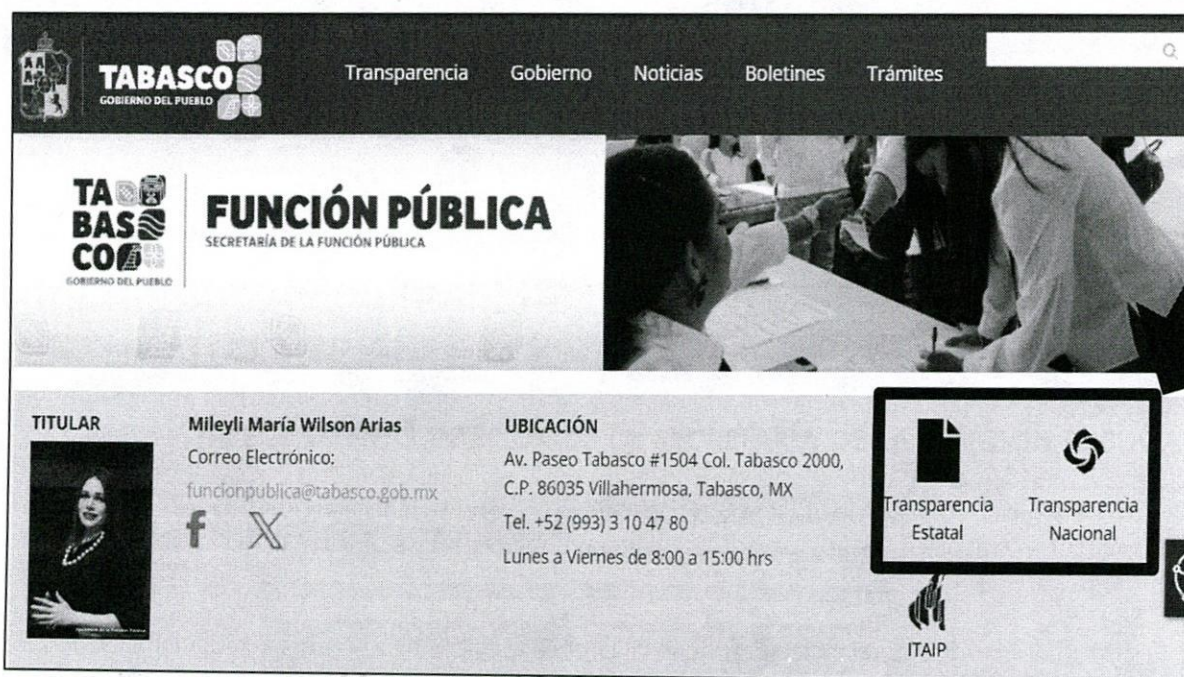 TABASCO
GOBIERNO DEL PUEBLO
Transparencia
Gobierno
Noticias
Boletines
Trámites
TA
BAS
CO
GOBIERNO DEL PUEBLO
FUNCIÓN PÚBLICA
SECRETARÍA DE LA FUNCIÓN PÚBLICA
TITULAR
Mileyli María Wilson Arias
Correo Electrónico:
funcionpublica@tabasco.gob.mx
UBICACIÓN
Av. Paseo Tabasco #1504 Col. Tabasco 2000,
C.P. 86035 Villahermosa, Tabasco, MX
Tel. +52 (993) 3 10 47 80
Lunes a Viernes de 8:00 a 15:00 hrs
Transparencia
Estatal
Transparencia
Nacional
ITAIP